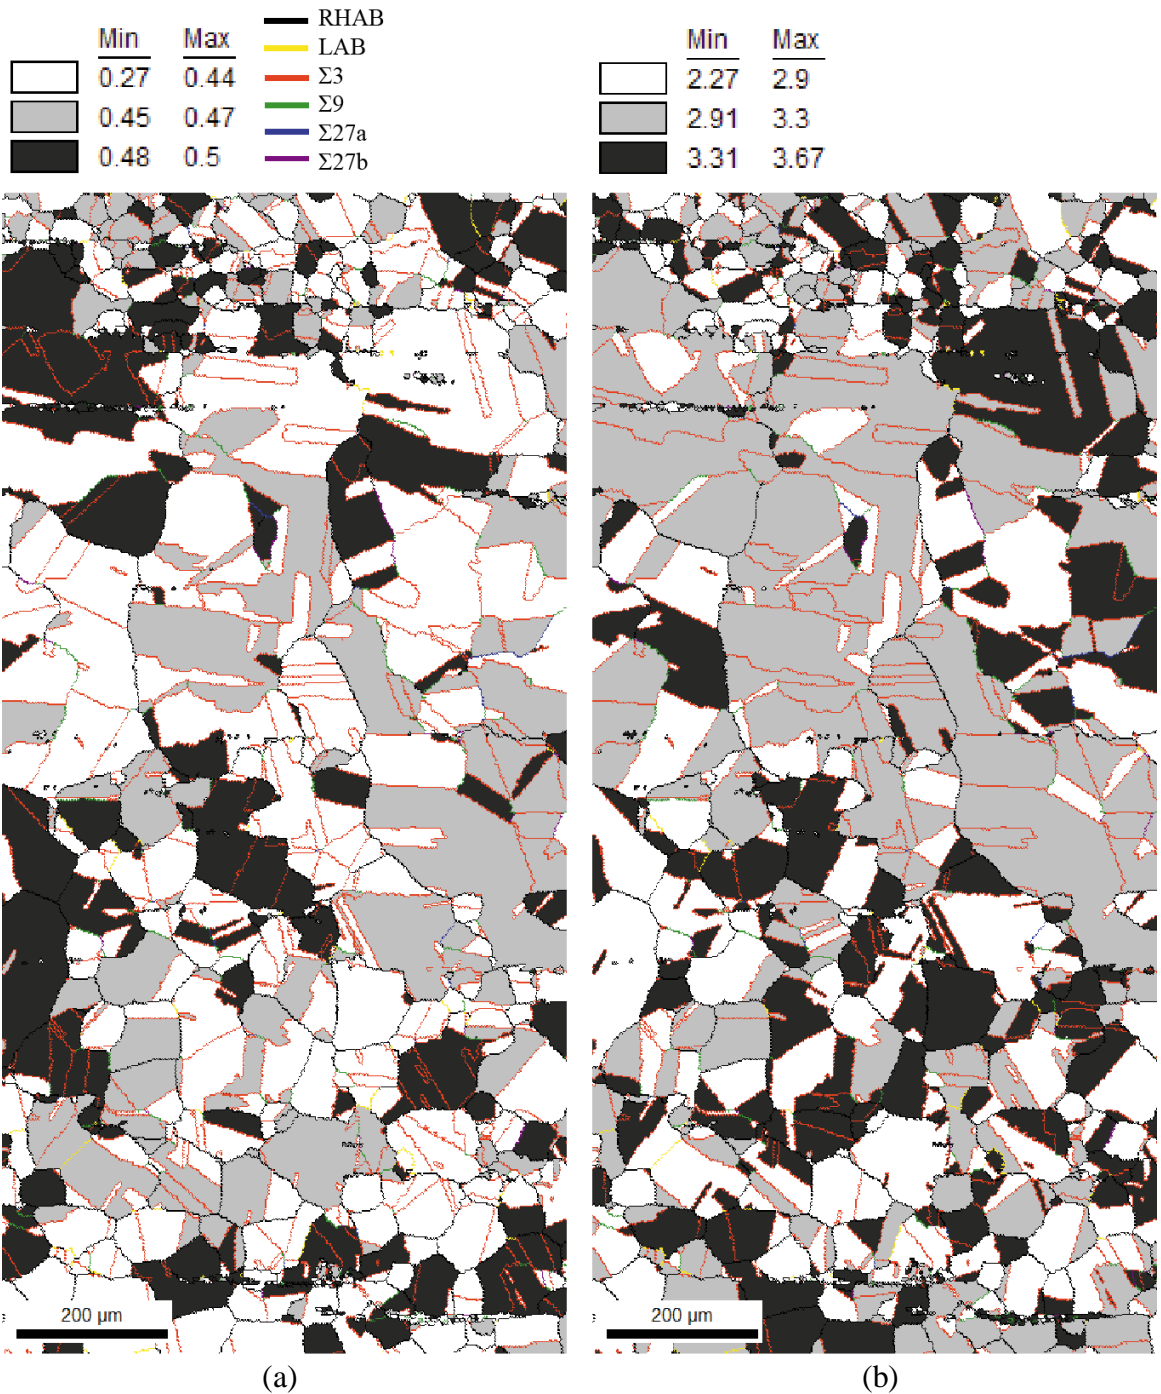 Min Max
0.27 0.44
0.45 0.47
0.48 0.5
RHAB
LAB
Σ3
Σ9
Σ27a
Σ27b
Min Max
2.27 2.9
2.91 3.3
3.31 3.67
200 µm
200 µm
(a)
(b)